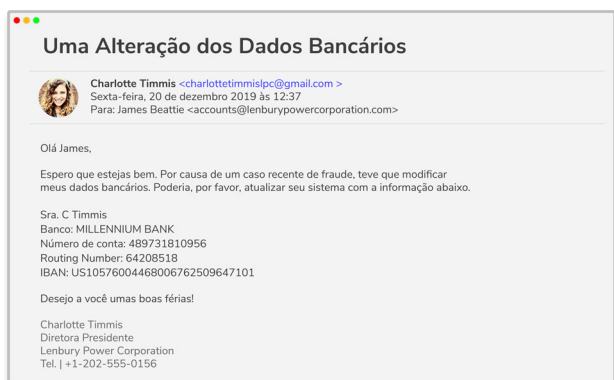 Uma Alteração dos Dados Bancários
Charlotte Timmis <charlottetimmislpc@gmail.com >
Sexta-feira, 20 de dezembro 2019 às 12:37
Para: James Beattie <accounts@lenburypowercorporation.com>
Olá James,
Espero que estejas bem. Por causa de um caso recente de fraude, teve que modificar
meus dados bancários. Poderia, por favor, atualizar seu sistema com a informação abaixo.
Sra. C Timmis
Banco: MILLENNIUM BANK
Número de conta: 489731810956
Routing Number: 64208518
IBAN: US10576004468006762509647101
Desejo a você umas boas férias!
Charlotte Timmis
Diretora Presidente
Lenbury Power Corporation
Tel. | +1-202-555-0156